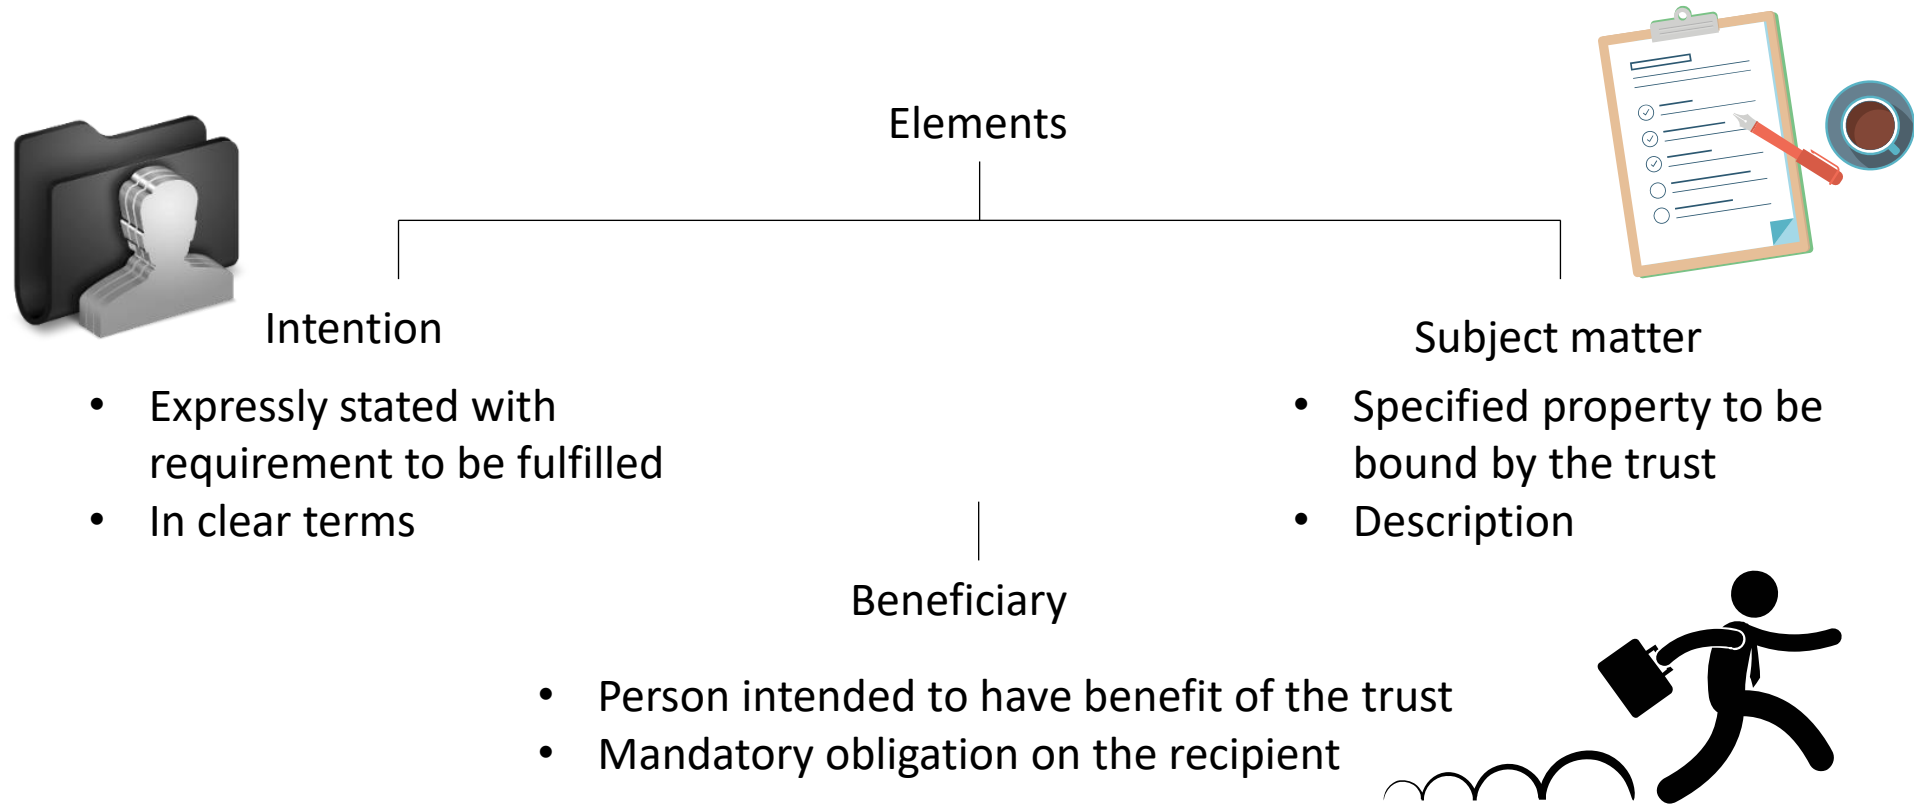 Elements
Intention
• Expressly stated with
requirement to be fulfilled
• In clear terms
Subject matter
• Specified property to be
bound by the trust
• Description
Beneficiary
• Person intended to have benefit of the trust
• Mandatory obligation on the recipient